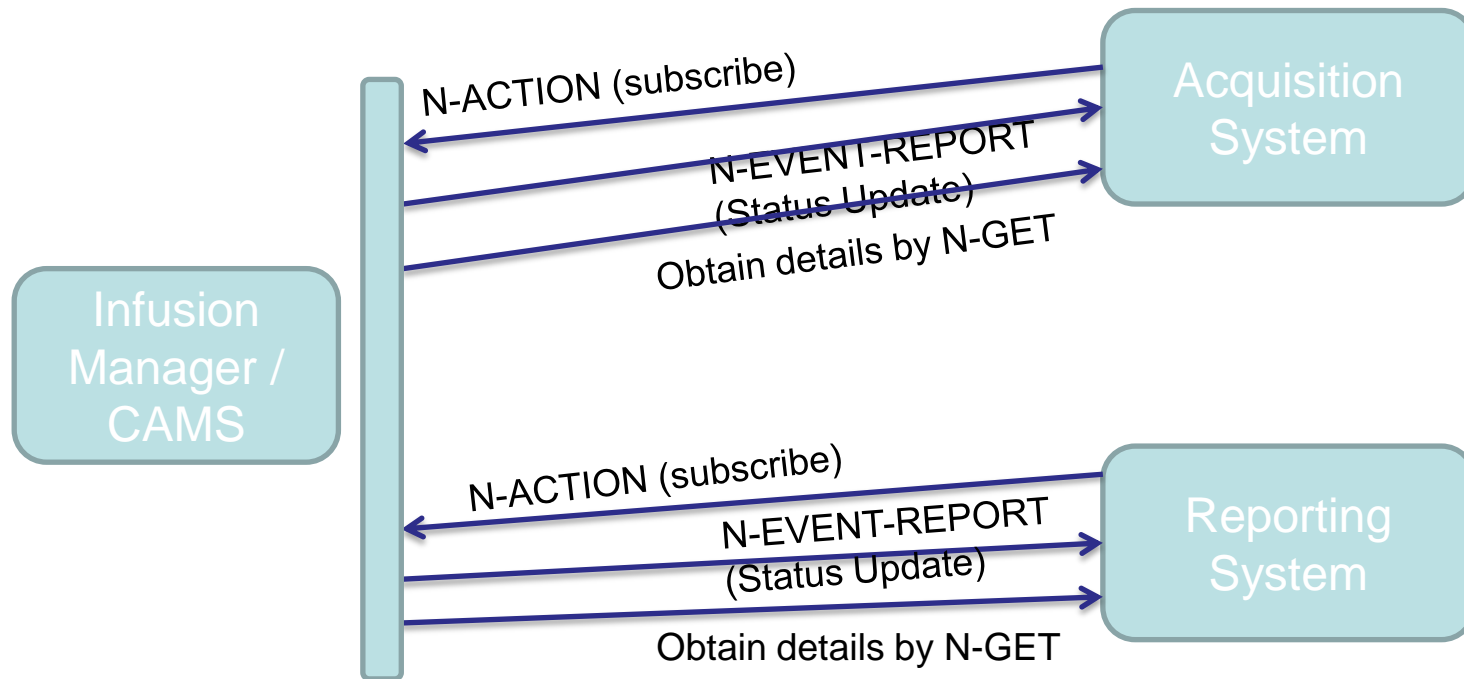 N-ACTION (subscribe)
N-EVENT-REPORT
(Status Update)
Obtain details by N-GET
Acquisition
System
Infusion
Manager /
CAMS
N-ACTION (subscribe)
N-EVENT-REPORT
(Status Update)
Obtain details by N-GET
Reporting
System